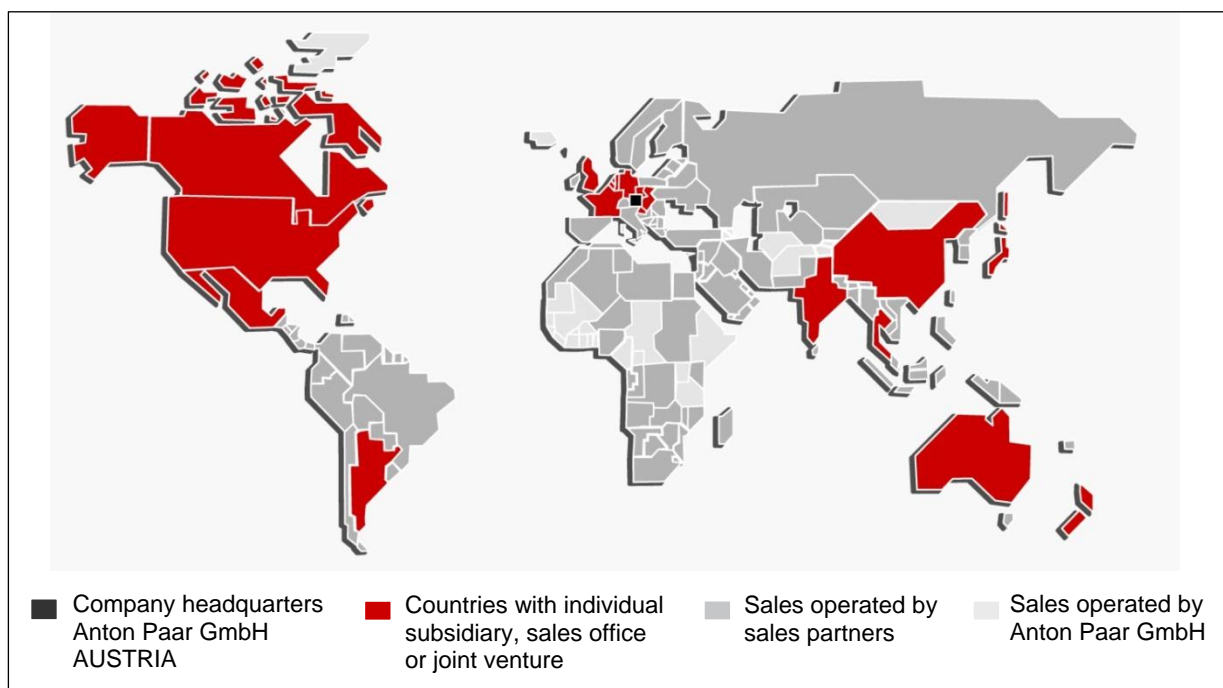 Company headquarters
Anton Paar GmbH
AUSTRIA
Countries with individual
subsidiary, sales office
or joint venture
Sales operated by
sales partners
Sales operated by
Anton Paar GmbH